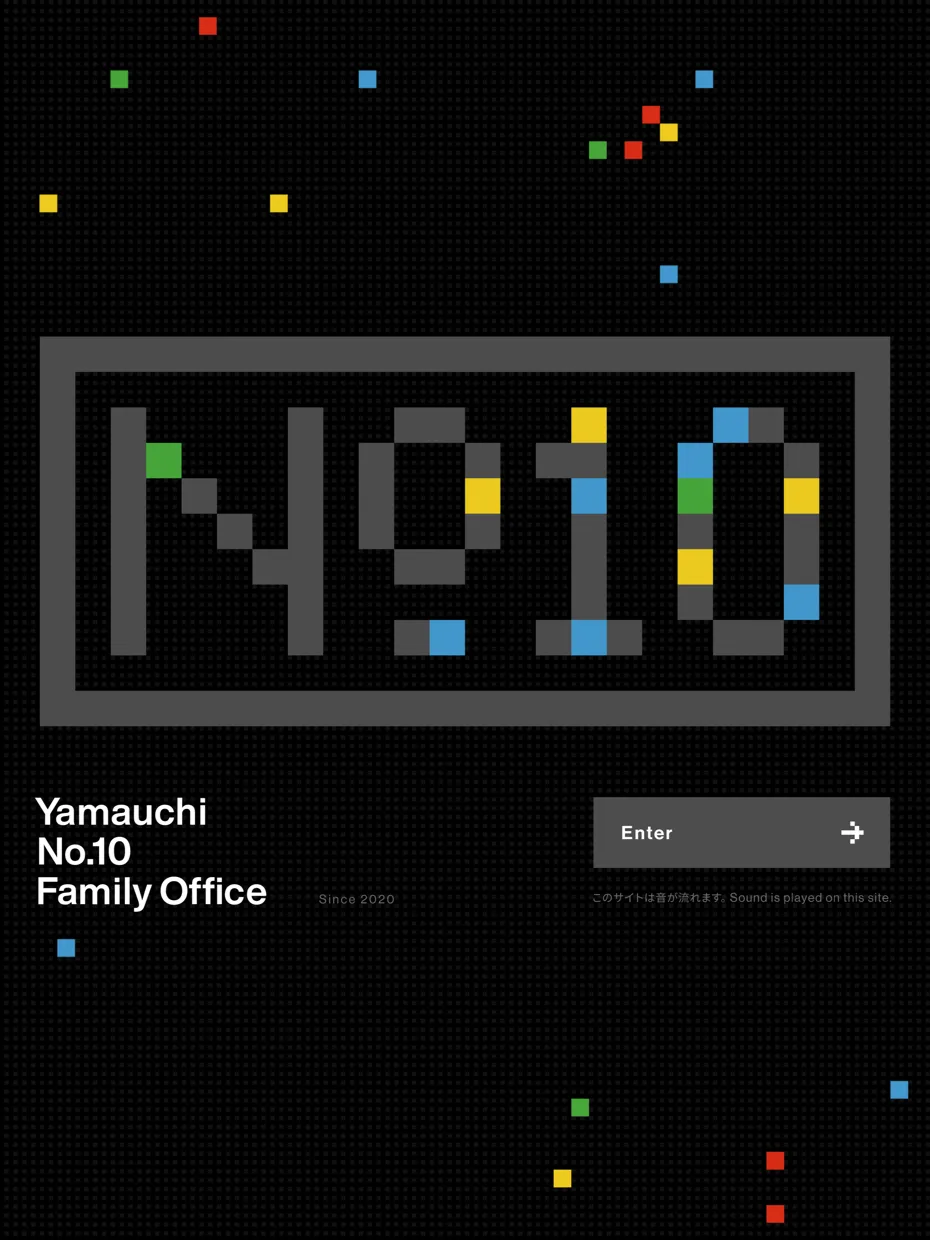 No.10
Yamauchi
No.10
Family Office
Since 2020
Enter
このサイトは音が流れます。Sound is played on this site.